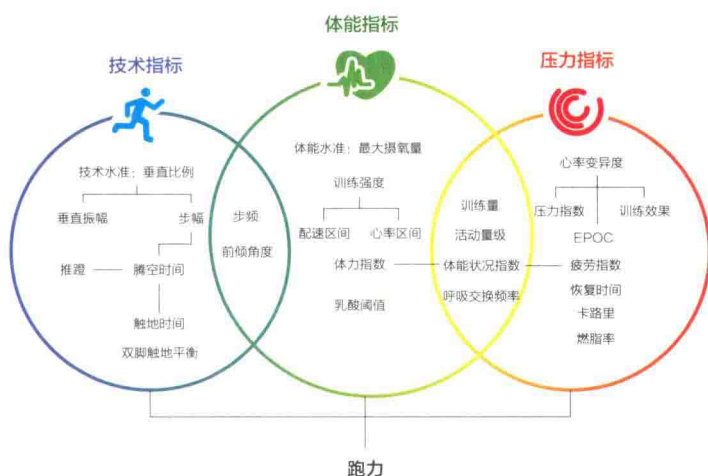 体能指标
技术指标
压力指标
技术水准：垂直比例
垂直振幅
步幅
推蹬
腾空时间
触地时间
双脚触地平衡
步频
前倾角度
体能水准：最大摄氧量
训练强度
配速区间
心率区间
体力指数
乳酸阈值
训练量
活动量级
体能状况指数
呼吸交换频率
心率变异度
压力指数
训练效果
EPOC
疲劳指数
恢复时间
卡路里
燃脂率
跑力